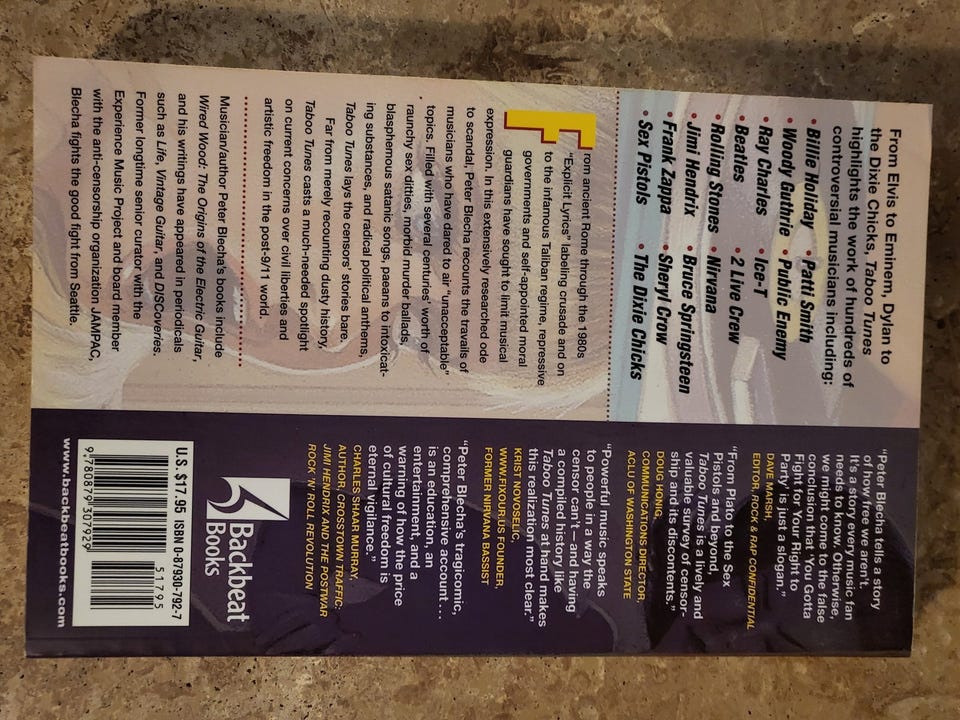 From Elvis to Eminem, Dylan to
the Dixie Chicks, Taboo Tunes
highlights the work of hundreds of
controversial musicians including:
• Billie Holiday • Patti Smith
• Woody Guthrie • Public Enemy
• Ray Charles • Ice-T
• Beatles • 2 Live Crew
• Rolling Stones • Nirvana
• Jimi Hendrix • Bruce Springsteen
• Frank Zappa • Sheryl Crow
• Sex Pistols • The Dixie Chicks
From ancient Rome through the 1980s
"Explicit Lyrics" labeling crusade and on
to the infamous Taliban regime, repressive
governments and self-appointed moral
guardians have sought to limit musical
expression. In this extensively researched ode
to scandal, Peter Blecha recounts the travails of
musicians who have dared to air "unacceptable"
topics. Filled with several centuries' worth of
raunchy sex ditties, morbid murder ballads,
blasphemous satanic songs, paeans to intoxicat-
ing substances, and radical political anthems,
Taboo Tunes lays the censors' stories bare.
Far from merely recounting dusty history,
Taboo Tunes casts a much-needed spotlight
on current concerns over civil liberties and
artistic freedom in the post-9/11 world.
Musician/author Peter Blecha's books include
Wired Wood: The Origins of the Electric Guitar,
and his writings have appeared in periodicals
such as Life, Vintage Guitar, and DISCoveries.
Former longtime senior curator with the
Experience Music Project and board member
with the anti-censorship organization JAMPAC,
Blecha fights the good fight from Seattle.
"Peter Blecha tells a story
of how free we aren't.
It's a story every music fan
needs to know. Otherwise,
we might come to the false
conclusion that 'You Gotta
Fight for Your Right to
Party' is just a slogan."
DAVE MARSH,
EDITOR, ROCK & RAP CONFIDENTIAL
"From Plato to the Sex
Pistols and beyond,
Taboo Tunes is a lively and
valuable survey of censor-
ship and its discontents."
DOUG HONIG,
COMMUNICATIONS DIRECTOR,
ACLU OF WASHINGTON STATE
"Powerful music speaks
to people in a way the
censor can't – and having
a compiled history like
Taboo Tunes at hand makes
this realization most clear."
KRIST NOVOSELIC,
WWW.FIXOUR.US FOUNDER,
FORMER NIRVANA BASSIST
"Peter Blecha's tragicomic,
comprehensive account ...
is an education, an
entertainment, and a
warning of how the price
of cultural freedom is
eternal vigilance."
CHARLES SHAAR MURRAY,
AUTHOR, CROSSTOWN TRAFFIC:
JIMI HENDRIX AND THE POSTWAR
ROCK 'N' ROLL REVOLUTION
Backbeat
Books
U.S. $17.95 ISBN 0-87930-792-7
51795
9 780879 307929
www.backbeatbooks.com